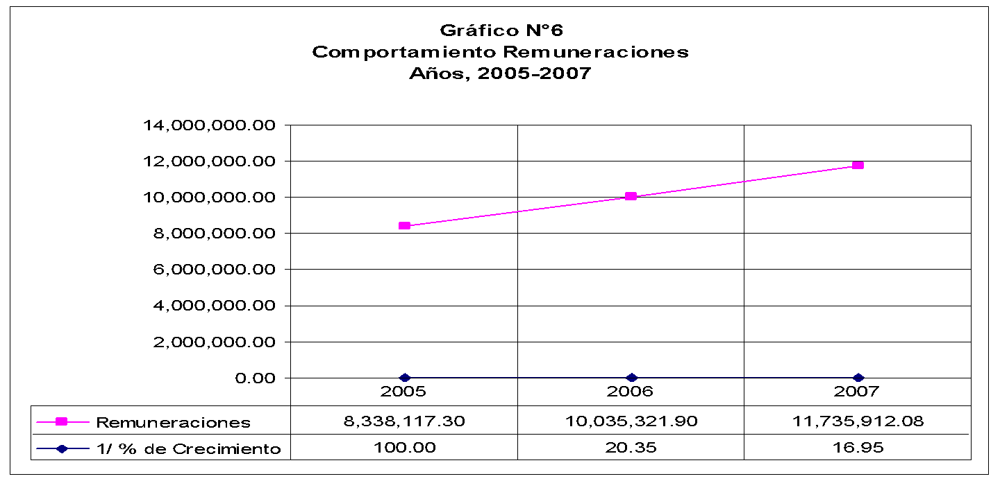 Gráfico N°6
Comportamiento Remuneraciones
Años, 2005-2007
14,000,000.00
12,000,000.00
10,000,000.00
8,000,000.00
6,000,000.00
4,000,000.00
2,000,000.00
0.00
2005 2006 2007
Remuneraciones 8,338,117.30 10,035,321.90 11,735,912.08
1/ % de Crecimiento 100.00 20.35 16.95